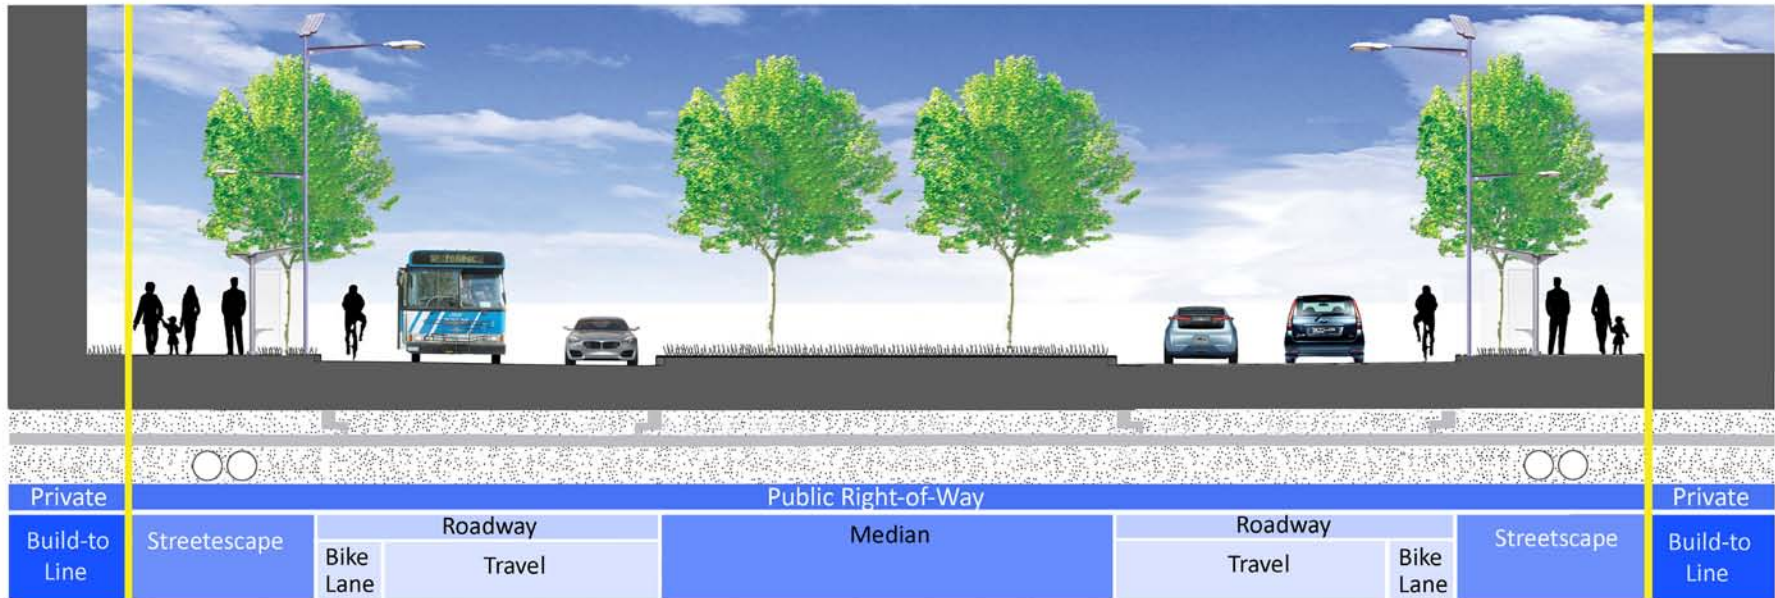 Private
Public Right-of-Way
Private
Build-to
Line
Streetescape
Roadway
Bike
Lane
Travel
Median
Roadway
Travel
Bike
Lane
Streetscape
Build-to
Line